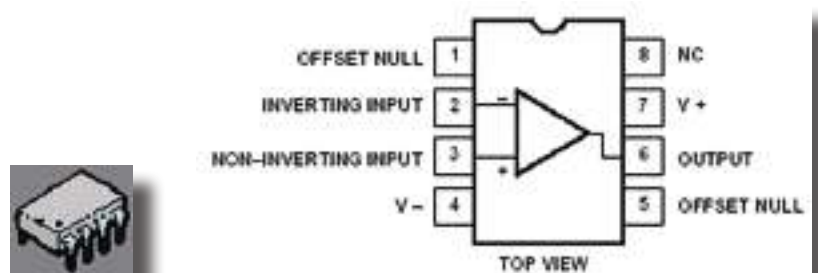 OFFSET NULL 1 8 NC
INVERTING INPUT 2 - 7 V +
NON-INVERTING INPUT 3 + 6 OUTPUT
V - 4 5 OFFSET NULL
TOP VIEW